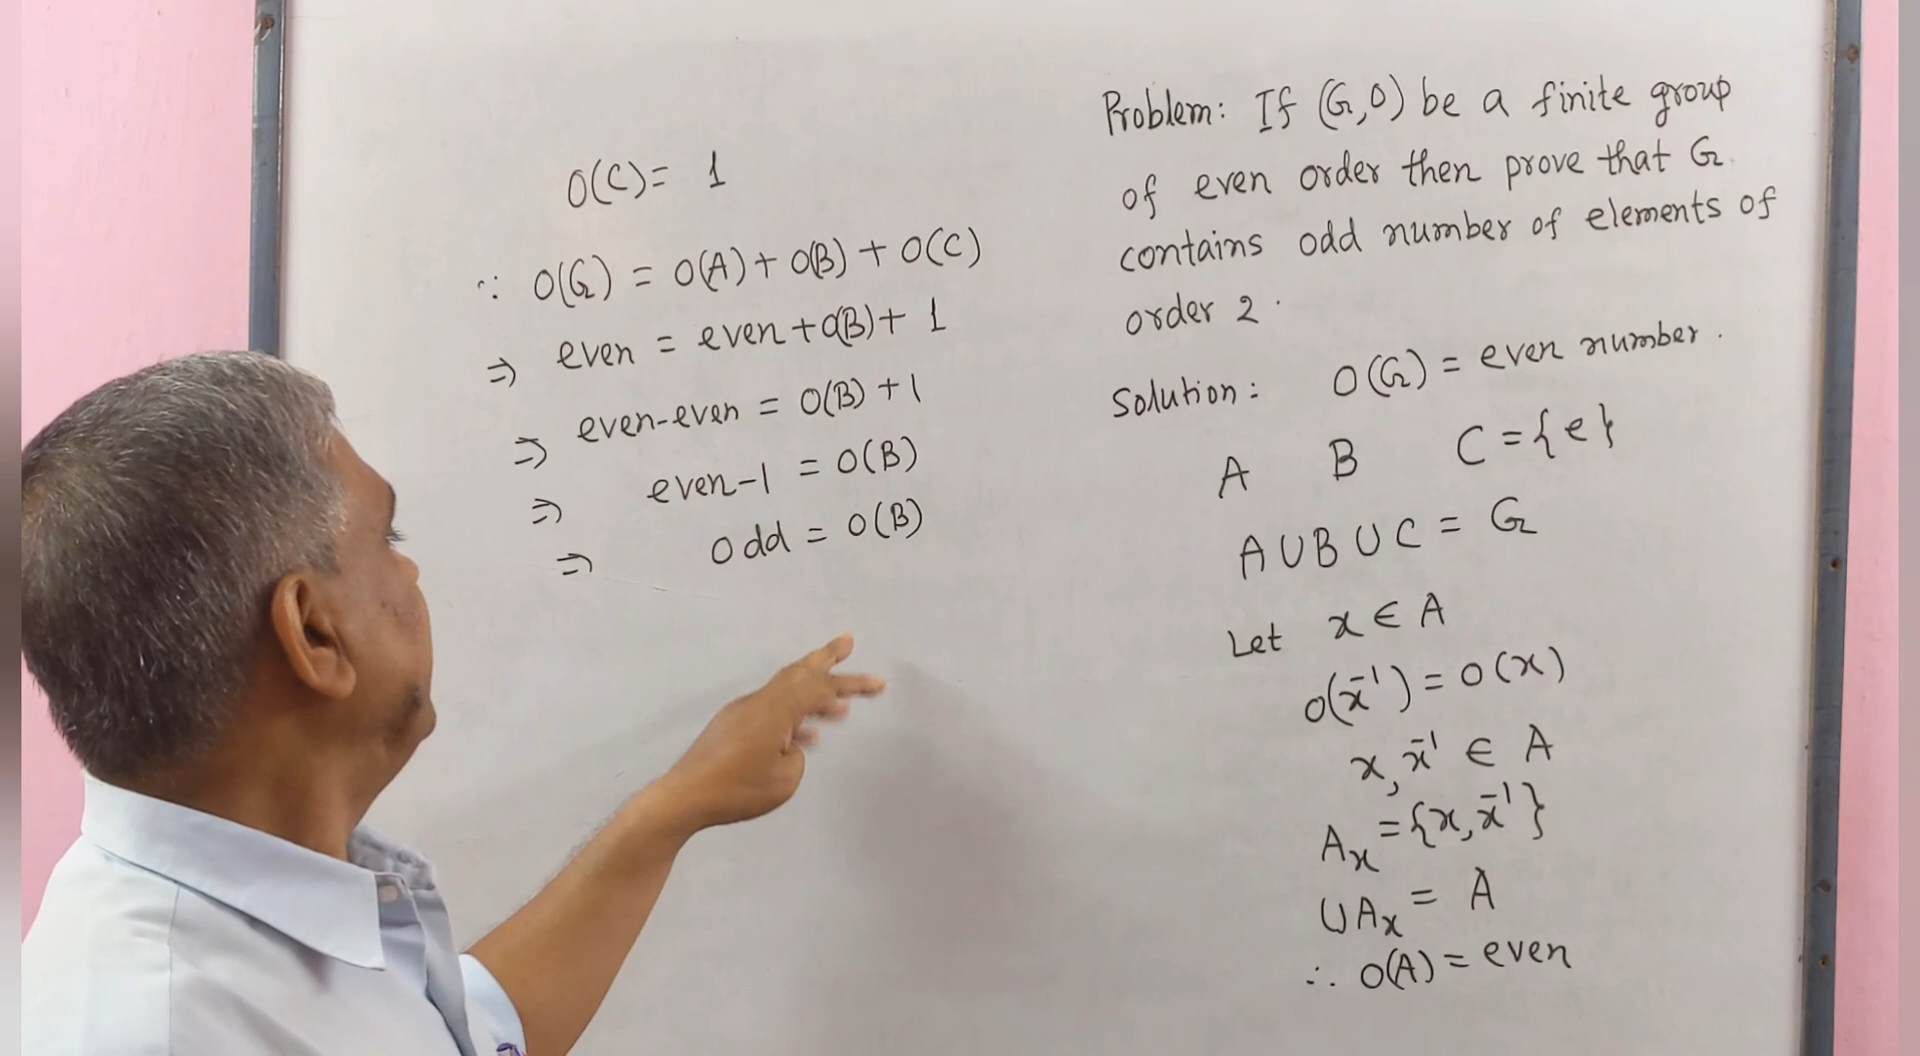 Problem: If (G,O) be a finite group
of even order then prove that G
contains odd number of elements of
order 2.
Solution: O(G) = even number.
A B C = {e}
A ∪ B ∪ C = G
Let x ∈ A
o(x⁻¹) = o(x)
x, x⁻¹ ∈ A
Aₓ = {x, x⁻¹}
∪Aₓ = A
∴ O(A) = even
O(C) = 1
∵ O(G) = O(A) + O(B) + O(C)
⇒ even = even + O(B) + 1
⇒ even-even = O(B) + 1
⇒ even-1 = O(B)
⇒ odd = O(B)